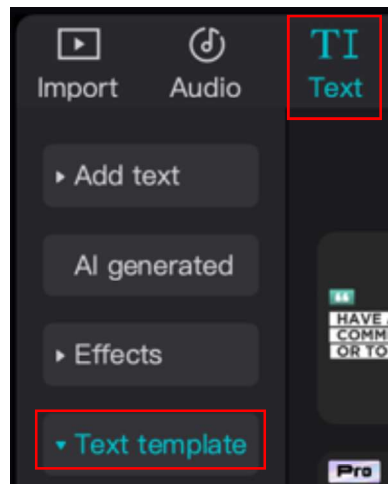 Import Audio TI Text
Add text
AI generated
Effects
Text template
HAVE
COMM
OR TO
Pro